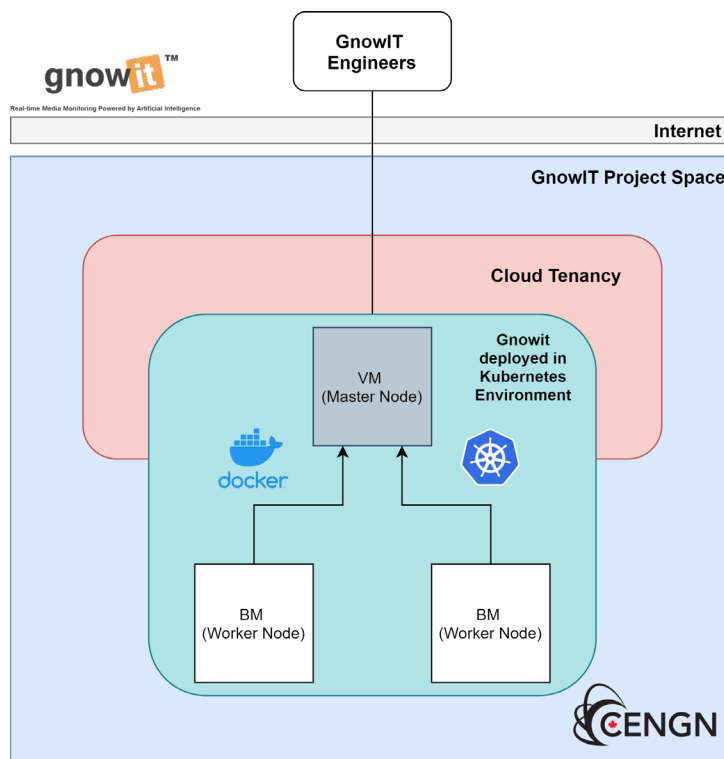 GnowIT
Engineers
gnowit™
Real-time Media Monitoring Powered by Artificial Intelligence
Internet
GnowIT Project Space
Cloud Tenancy
Gnowit
deployed in
Kubernetes
Environment
VM
(Master Node)
docker
BM
(Worker Node)
BM
(Worker Node)
CENGN